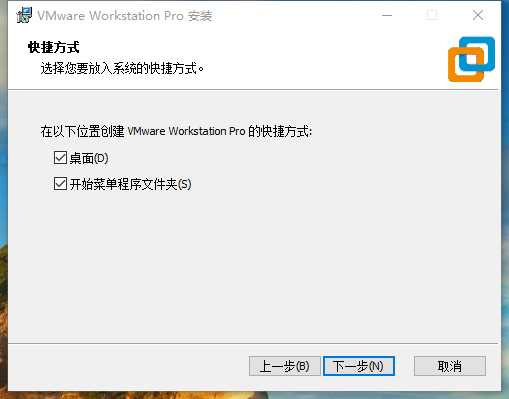 VMware Workstation Pro 安装
快捷方式
选择您要放入系统的快捷方式。
在以下位置创建 VMware Workstation Pro 的快捷方式:
桌面(D)
开始菜单程序文件夹(S)
上一步(B) 下一步(N) 取消